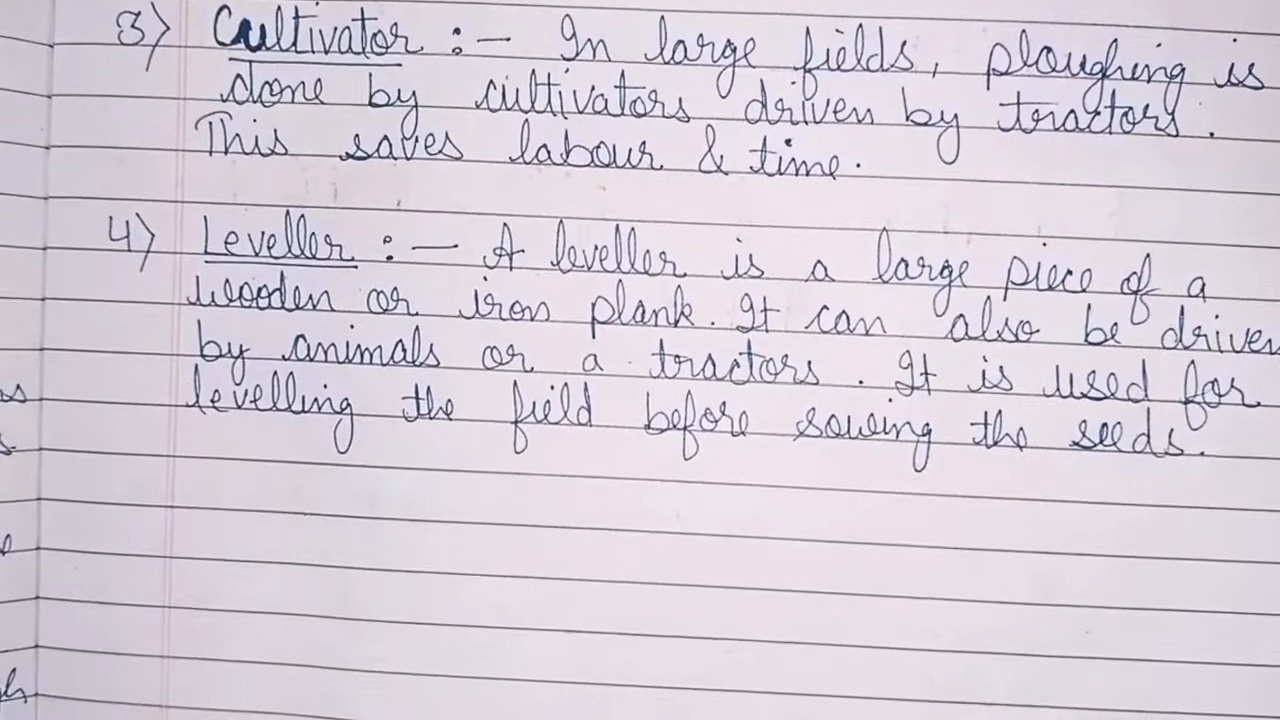 3) Cultivator :- In large fields, ploughing is
done by cultivators driven by tractors.
This saves labour & time.
4) Leveller :- A leveller is a large piece of a
wooden or iron plank. It can also be driven
by animals or a tractors. It is used for
levelling the field before sowing the seeds.